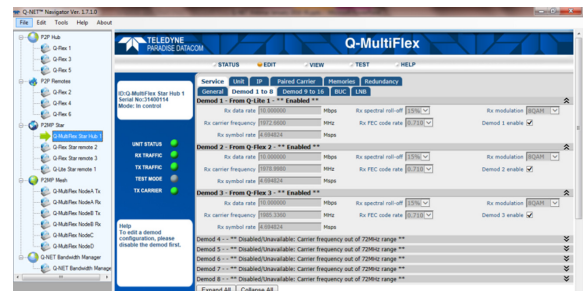 Q-NET™ Navigator Ver. 1.7.1.0
File Edit Tools Help About
P2P Hub
Q-Flex 1
Q-Flex 3
Q-Flex 5
P2P Remotes
Q-Flex 2
Q-Flex 4
Q-Flex 6
P2MP Star
Q-MultiFlex Star Hub 1
Q-Flex Star remote 2
Q-Flex Star remote 3
Q-Lite Star remote 1
P2MP Mesh
Q-MultiFlex NodeA Tx
Q-MultiFlex NodeA Rx
Q-MultiFlex NodeB Tx
Q-MultiFlex NodeB Rx
Q-MultiFlex NodeC
Q-MultiFlex NodeD
Q-NET Bandwidth Manager
Q-NET Bandwidth Manage
TELEDYNE
PARADISE DATACOM
Q-MultiFlex
STATUS EDIT VIEW TEST HELP
ID:Q-MultiFlex Star Hub 1
Serial No:31400114
Mode: In control
UNIT STATUS
RX TRAFFIC
TX TRAFFIC
TEST MODE
TX CARRIER
Help
To edit a demod
configuration, please
disable the demod first.
Service Unit IP Paired Carrier Memories Redundancy
General Demod 1 to 8 Demod 9 to 16 BUC LNB
Demod 1 - From Q-Lite 1 - ** Enabled **
Rx data rate 10.000000 Mbps Rx spectral roll-off 15% Rx modulation 8QAM
Rx carrier frequency 1972.6600 MHz Rx FEC code rate 0.710 Demod 1 enable
Rx symbol rate 4.694824 Msps
Demod 2 - From Q-Flex 2 - ** Enabled **
Rx data rate 10.000000 Mbps Rx spectral roll-off 15% Rx modulation 8QAM
Rx carrier frequency 1978.9980 MHz Rx FEC code rate 0.710 Demod 2 enable
Rx symbol rate 4.694824 Msps
Demod 3 - From Q-Flex 3 - ** Enabled **
Rx data rate 10.000000 Mbps Rx spectral roll-off 15% Rx modulation 8QAM
Rx carrier frequency 1985.3360 MHz Rx FEC code rate 0.710 Demod 3 enable
Rx symbol rate 4.694824 Msps
Demod 4 - - ** Disabled/Unavailable: Carrier frequency out of 72MHz range **
Demod 5 - - ** Disabled/Unavailable: Carrier frequency out of 72MHz range **
Demod 6 - - ** Disabled/Unavailable: Carrier frequency out of 72MHz range **
Demod 7 - - ** Disabled/Unavailable: Carrier frequency out of 72MHz range **
Demod 8 - - ** Disabled/Unavailable: Carrier frequency out of 72MHz range **
Expand All Collapse All